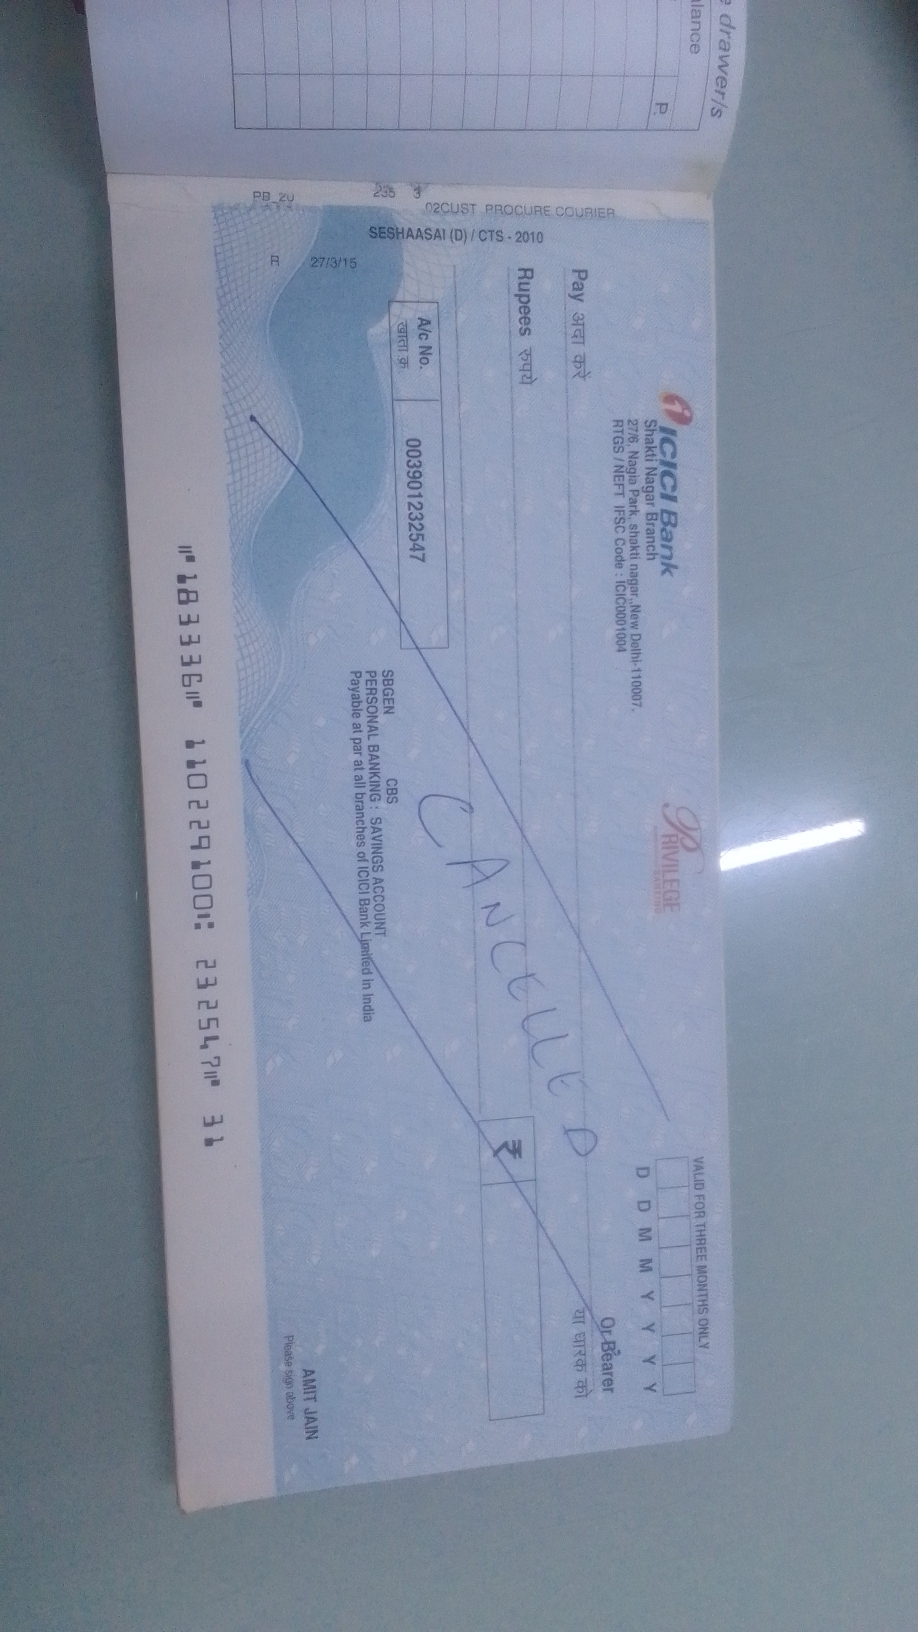 e drawer/s
lance
P.
PB_20
235 3
02CUST PROCURE COURIER
SESHAASAI (D) / CTS - 2010
27/3/15
ICICI Bank
Shakti Nagar Branch
27/6, Nagia Park, shakti nagar,,New Delhi-110007.
RTGS / NEFT IFSC Code : ICIC0001004
PRIVILEGE
BANKING
VALID FOR THREE MONTHS ONLY
D D M M Y Y Y Y
Pay अदा करें
Or Bearer
या धारक को
Rupees रुपये
CANCELLED
₹
A/c No.
खाता क्र.
003901232547
SBGEN CBS
PERSONAL BANKING : SAVINGS ACCOUNT
Payable at par at all branches of ICICI Bank Limited in India
AMIT JAIN
Please sign above
⑈183336⑈ 110229100⑆ 232547⑈ 31